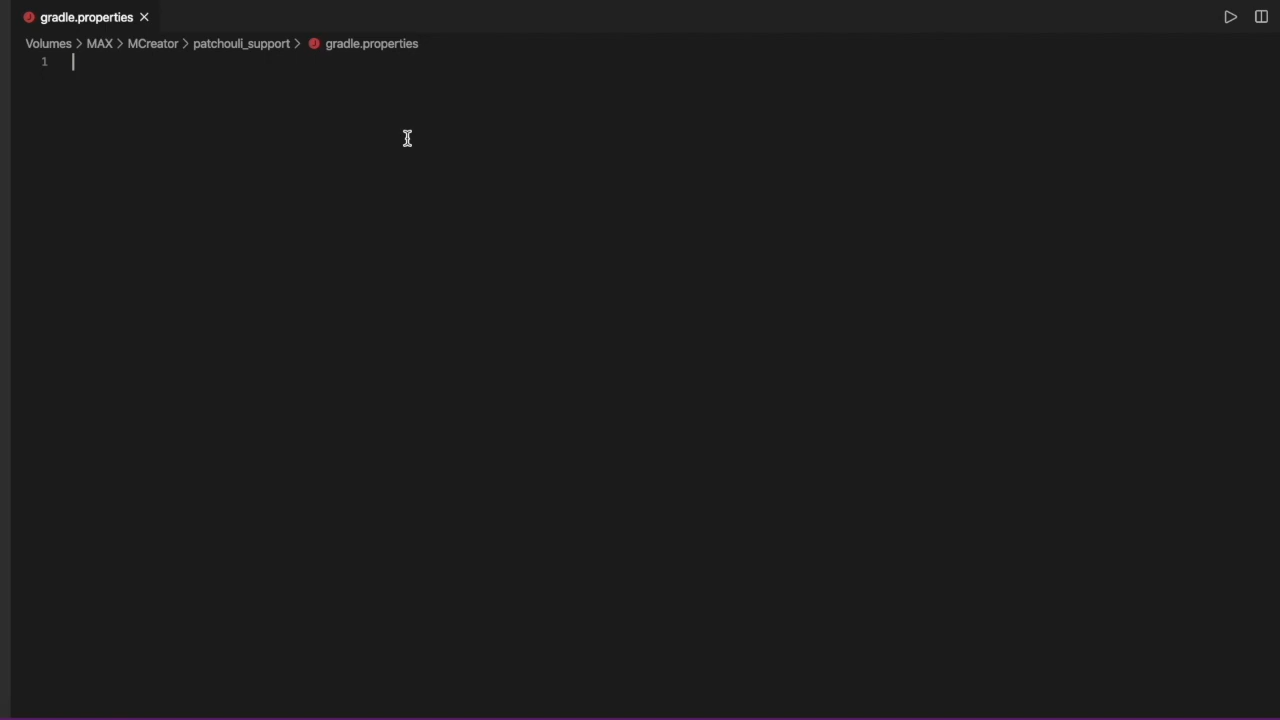 gradle.properties
Volumes > MAX > MCreator > patchouli_support > gradle.properties
1